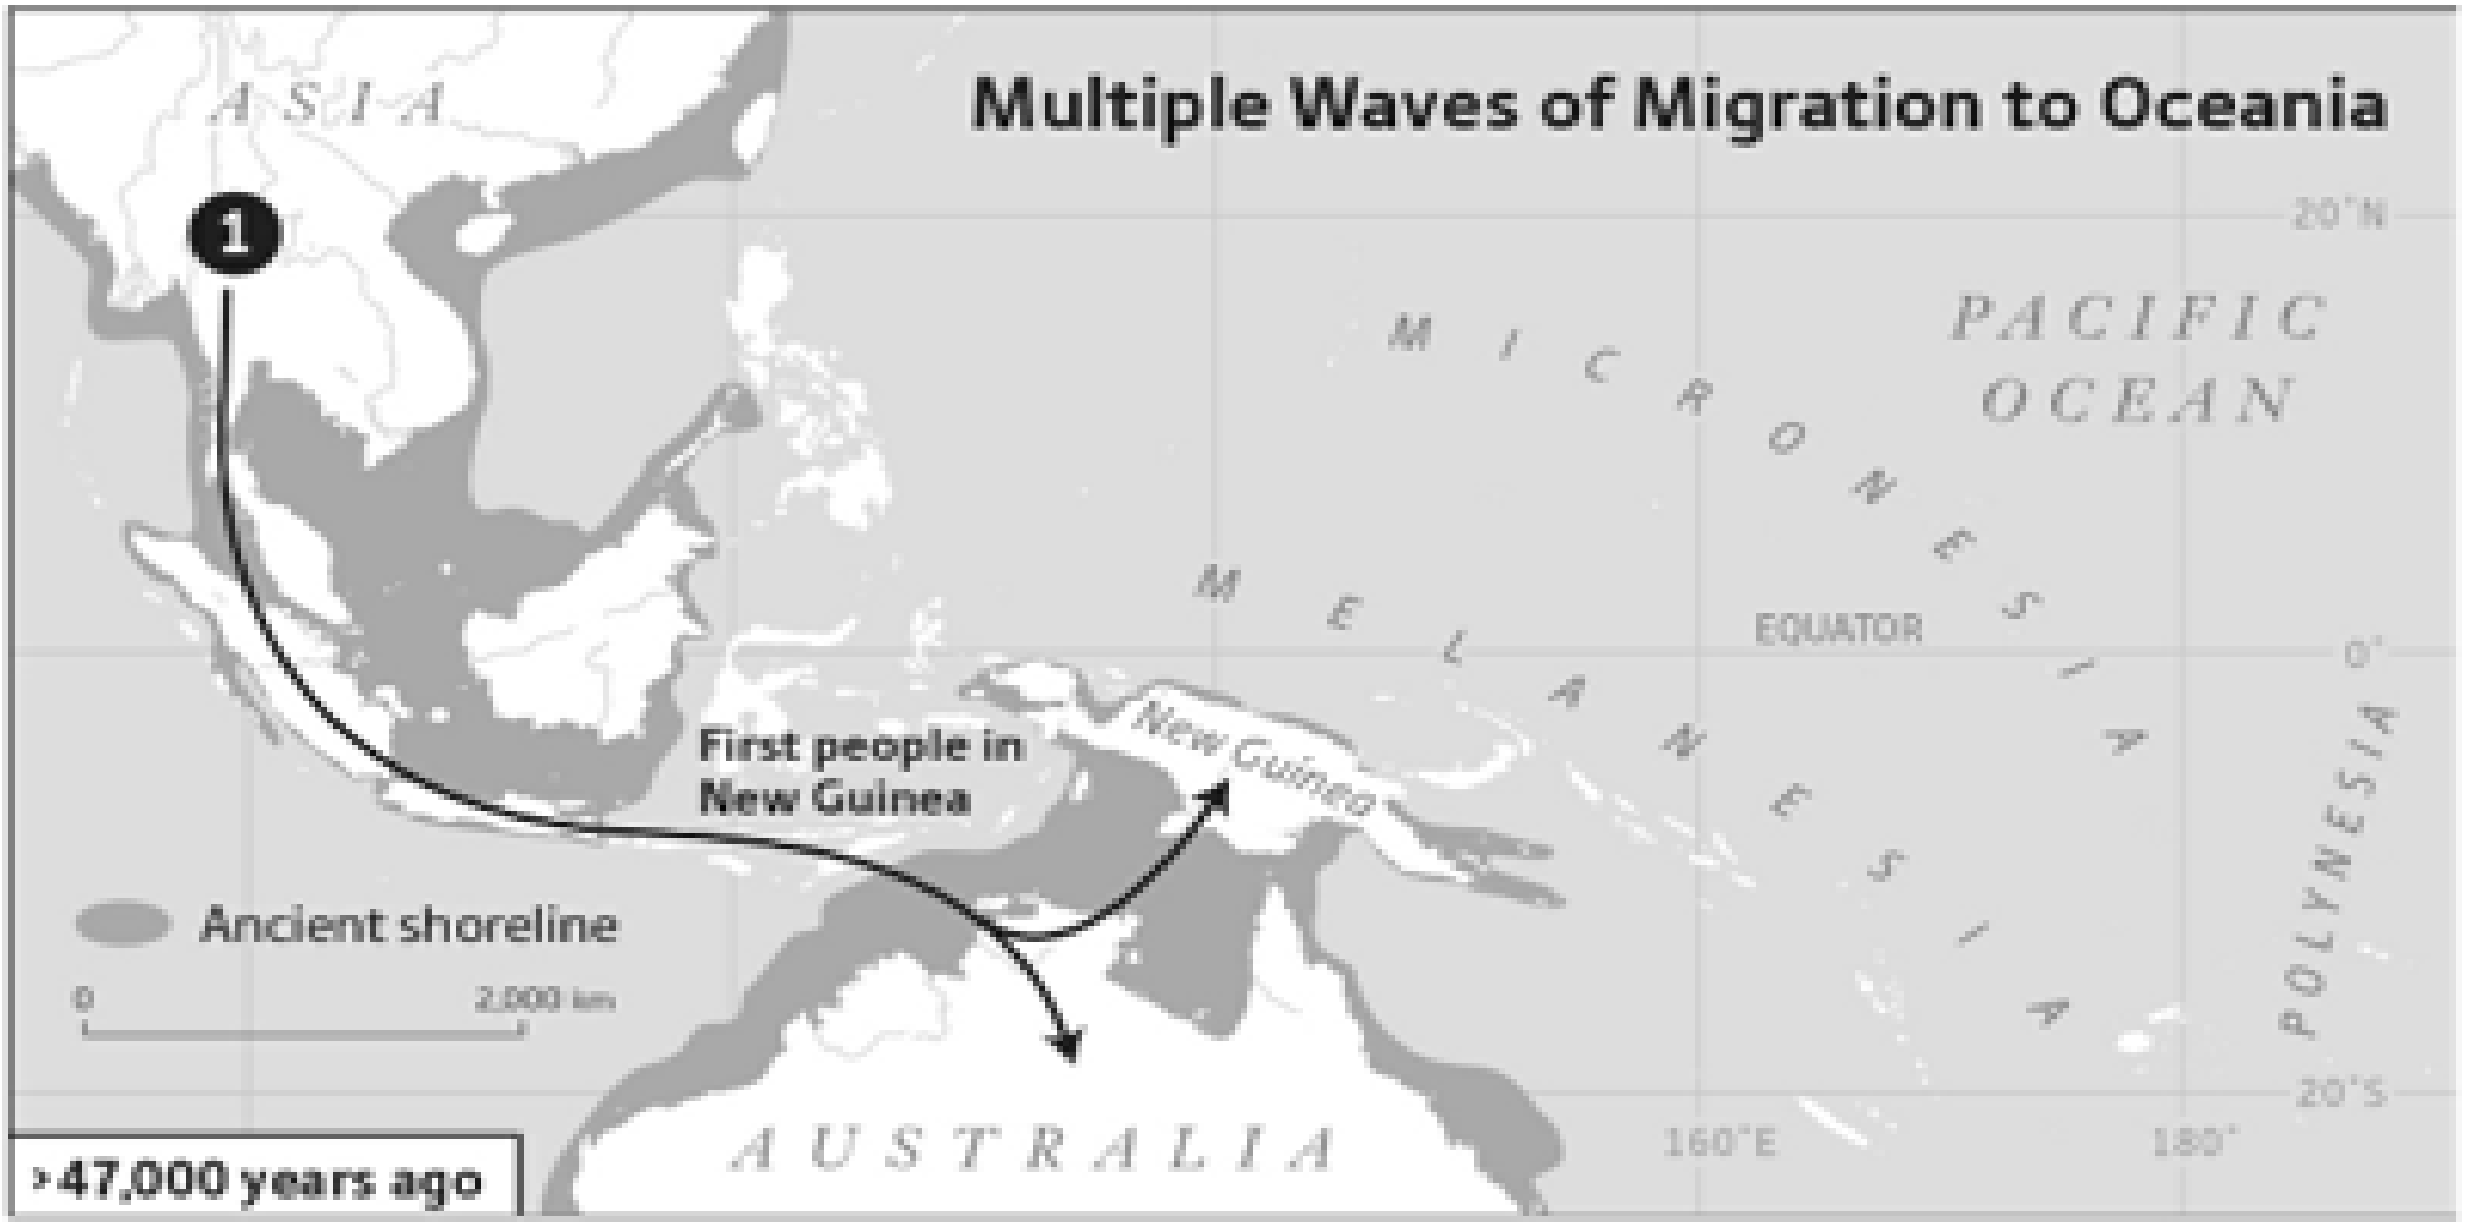 Multiple Waves of Migration to Oceania
ASIA
1
20°N
PACIFIC
OCEAN
MICRONESIA
MELANESIA
EQUATOR
0°
POLYNESIA
New Guinea
First people in
New Guinea
Ancient shoreline
0 2,000 km
20°S
160°E 180°
AUSTRALIA
>47,000 years ago